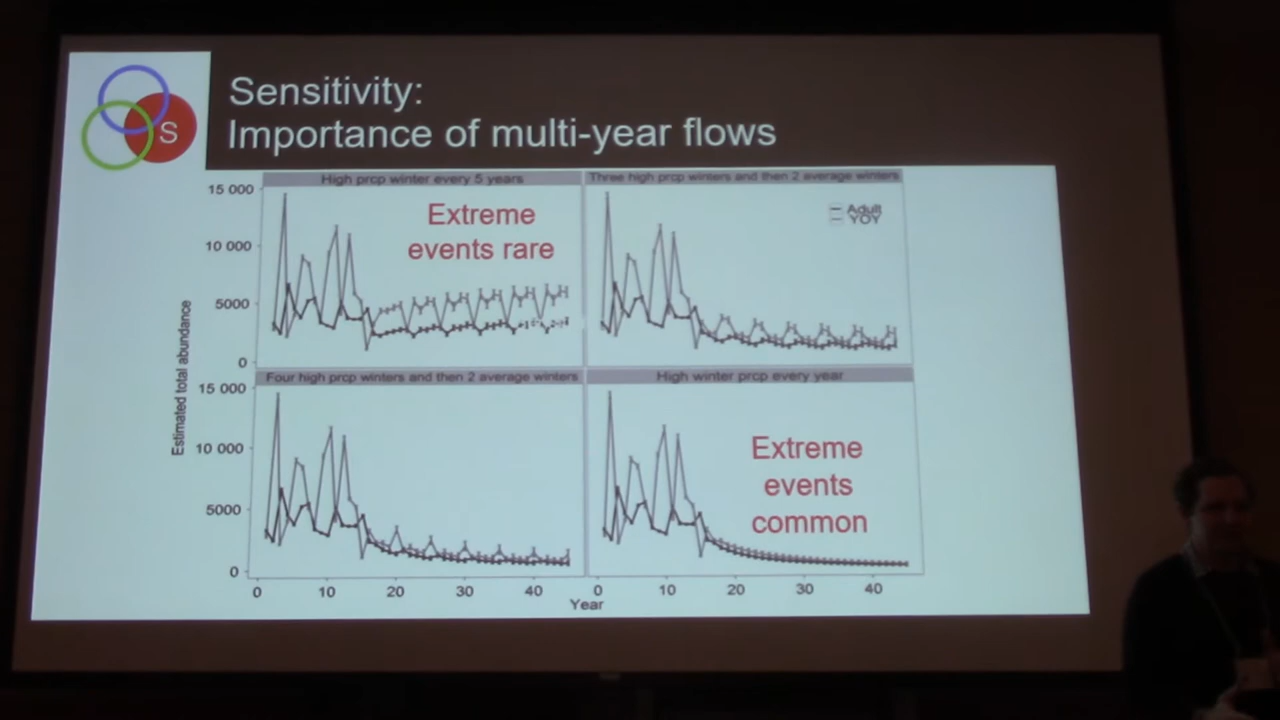 S
Sensitivity:
Importance of multi-year flows
High prcp winter every 5 years
Three high prcp winters and then 2 average winters
15 000
10 000
5000
0
Extreme
events rare
Adult
YOY
Estimated total abundance
Four high prcp winters and then 2 average winters
High winter prcp every year
15 000
10 000
5000
0
Extreme
events
common
0 10 20 30 40
0 10 20 30 40
Year